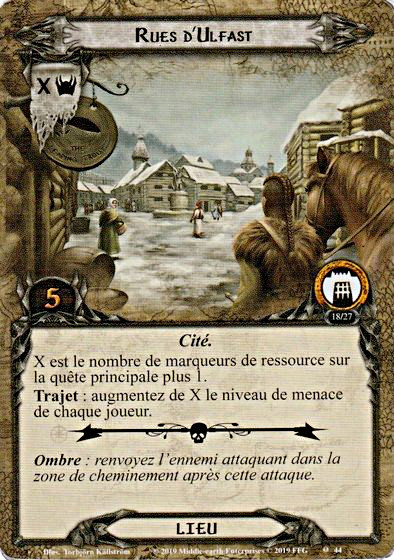 RUES D'ULFAST
X
THE
5
18/27
Cité.
X est le nombre de marqueurs de ressource sur
la quête principale plus 1.
Trajet : augmentez de X le niveau de menace
de chaque joueur.
Ombre : renvoyez l'ennemi attaquant dans la
zone de cheminement après cette attaque.
Illus. Torbjörn Källström
© 2019 Middle-earth Enterprises © 2019 FFG
44
LIEU